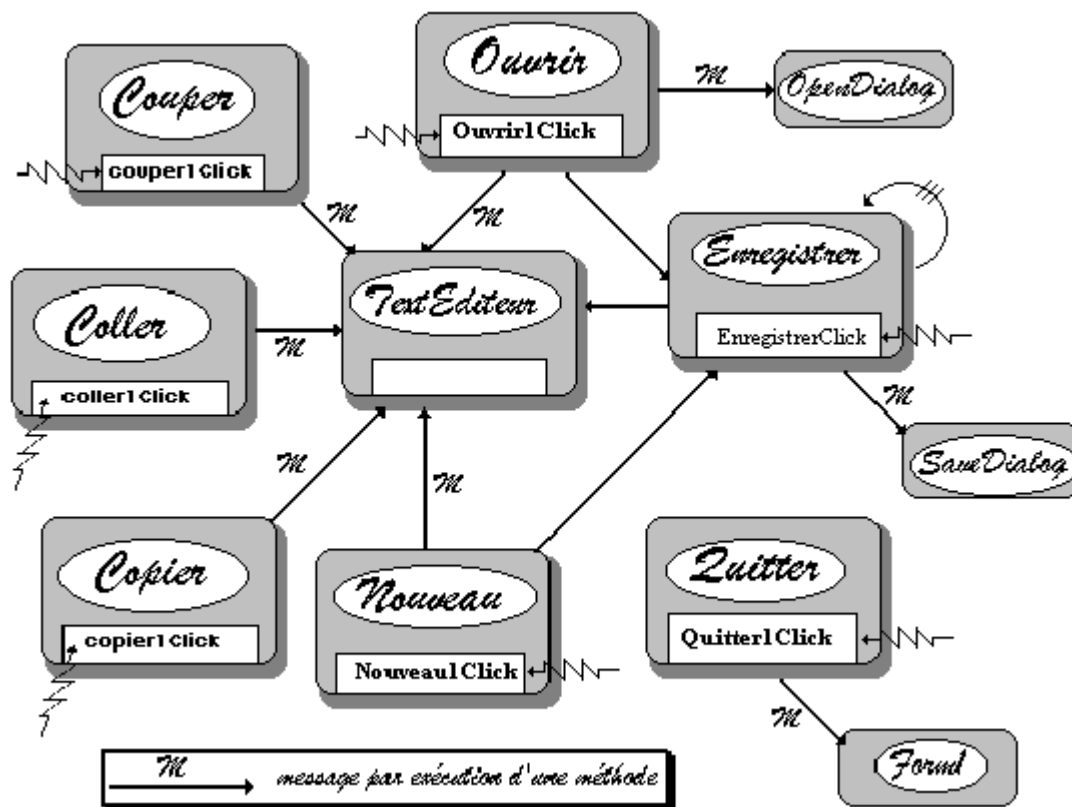 Couper
couper1Click
Ouvrir
Ouvrir1Click
M
OpenDialog
M
M
Enregistrer
EnregistrerClick
TextEditeur
Coller
coller1Click
M
M
SaveDialog
M
M
Copier
copier1Click
Nouveau
Nouveau1Click
Quitter
Quitter1Click
M
Form1
M
message par exécution d'une méthode